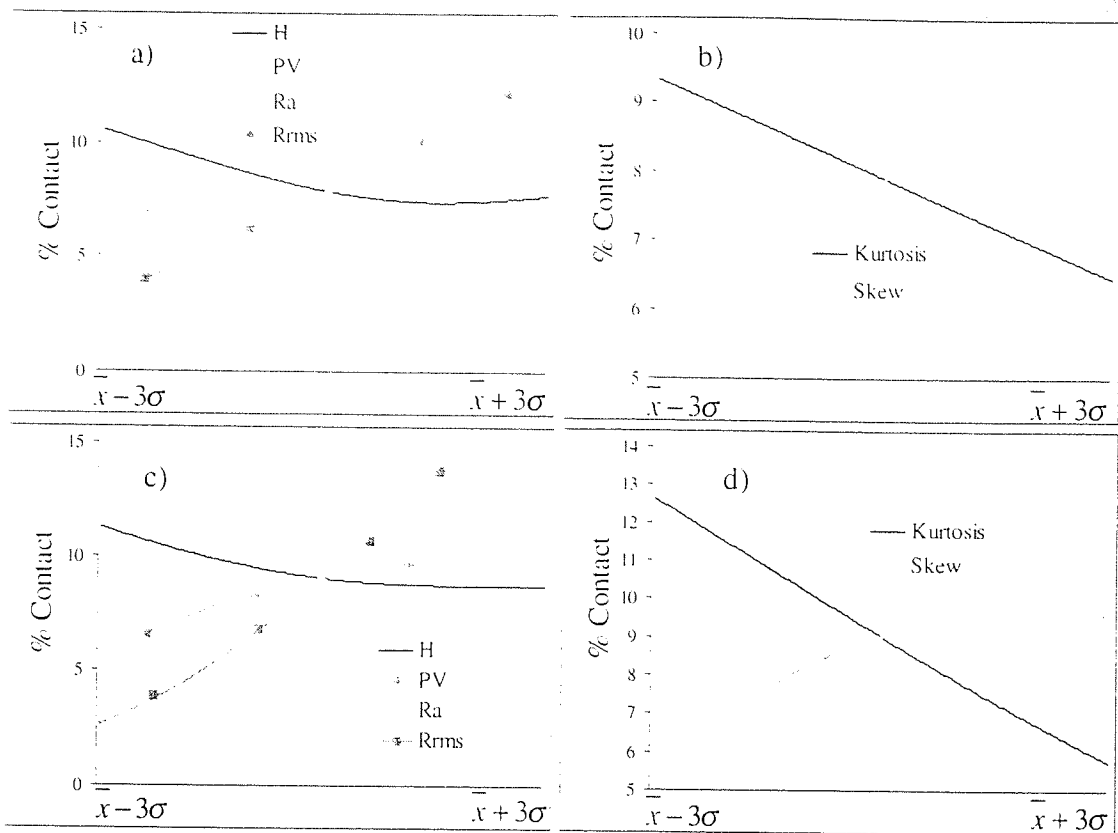 a)
15
10
5
0
% Contact
H
PV
Ra
Rrms
x̅ − 3σ
x̅ + 3σ
b)
10
9
8
7
6
5
% Contact
Kurtosis
Skew
x̅ − 3σ
x̅ + 3σ
c)
15
10
5
0
% Contact
H
PV
Ra
Rrms
x̅ − 3σ
x̅ + 3σ
d)
14
13
12
11
10
9
8
7
6
5
% Contact
Kurtosis
Skew
x̅ − 3σ
x̅ + 3σ